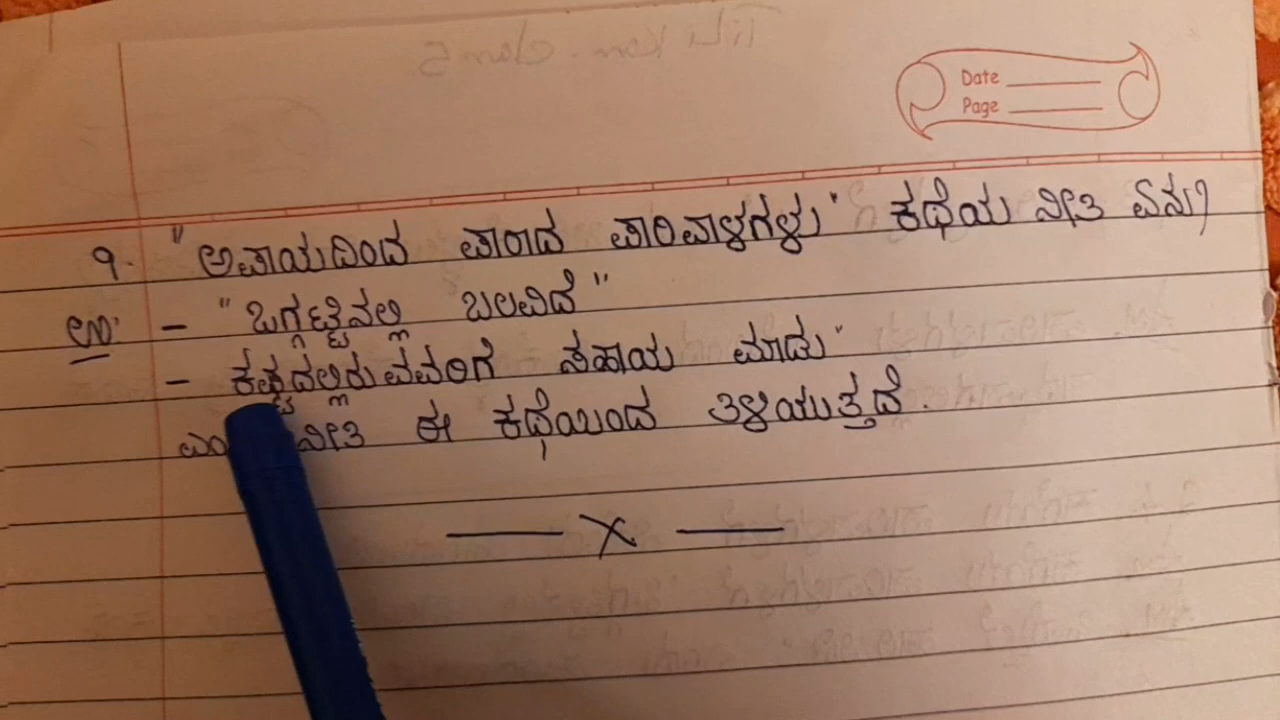 Date
Page
೧. "ಅಪಾಯದಿಂದ ಪಾರಾದ ಪಾರಿವಾಳಗಳು" ಕಥೆಯ ನೀತಿ ಏನು?
ಉ: – "ಒಗ್ಗಟ್ಟಿನಲ್ಲಿ ಬಲವಿದೆ"
– ಕಷ್ಟದಲ್ಲಿರುವವರಿಗೆ ಸಹಾಯ ಮಾಡು"
ನೀತಿ ಈ ಕಥೆಯಿಂದ ತಿಳಿಯುತ್ತದೆ.
— X —